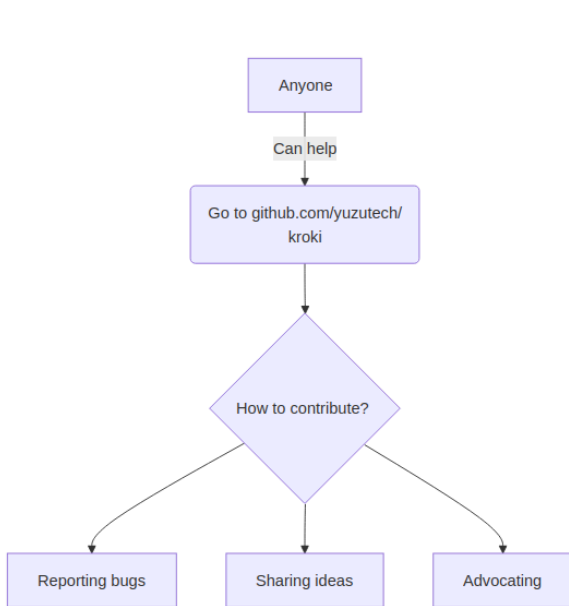 Anyone
Can help
Go to github.com/yuzutech/
kroki
How to contribute?
Reporting bugs
Sharing ideas
Advocating